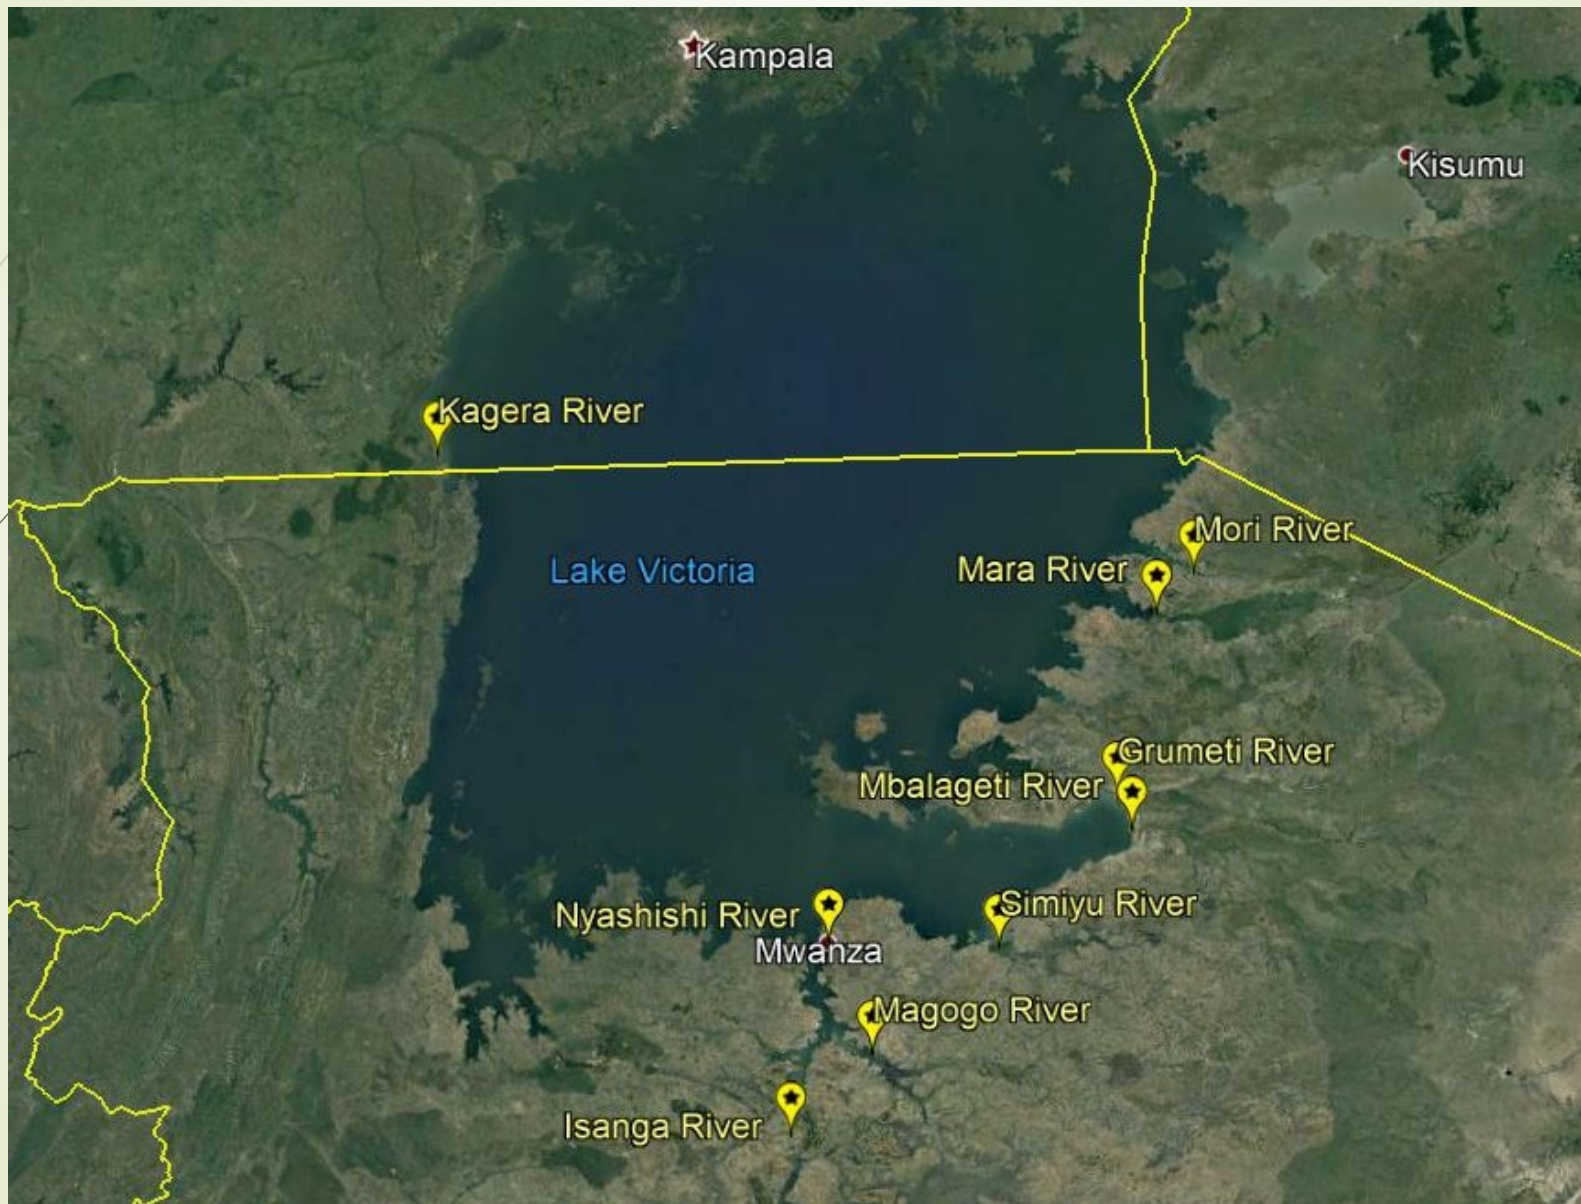 Kampala
Kisumu
Kagera River
Mori River
Mara River
Lake Victoria
Grumeti River
Mbalageti River
Simiyu River
Nyashishi River
Mwanza
Magogo River
Isanga River